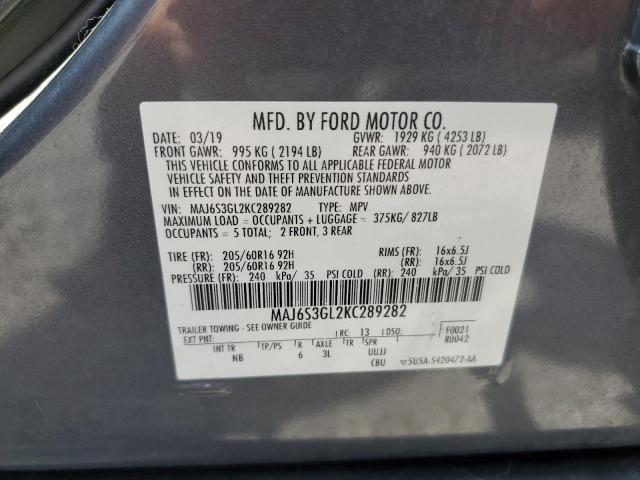 MFD. BY FORD MOTOR CO.
DATE: 03/19 GVWR: 1929 KG ( 4253 LB)
FRONT GAWR: 995 KG ( 2194 LB) REAR GAWR: 940 KG ( 2072 LB)
THIS VEHICLE CONFORMS TO ALL APPLICABLE FEDERAL MOTOR
VEHICLE SAFETY AND THEFT PREVENTION STANDARDS
IN EFFECT ON THE DATE OF MANUFACTURE SHOWN ABOVE.
VIN: MAJ6S3GL2KC289282 TYPE: MPV
MAXIMUM LOAD = OCCUPANTS + LUGGAGE = 375KG/ 827LB
OCCUPANTS = 5 TOTAL; 2 FRONT, 3 REAR
TIRE (FR): 205/60R16 92H RIMS (FR): 16x6.5J
(RR): 205/60R16 92H (RR): 16x6.5J
PRESSURE (FR): 240 kPa/ 35 PSI COLD (RR): 240 kPa/ 35 PSI COLD
MAJ6S3GL2KC289282
TRAILER TOWING - SEE OWNER GUIDE
EXT PNT: RC: 13 DSO: F0021
R0042
INT TR TP/PS R AXLE TR SPR
NB 6 3L UUJJ
CBU 5U5A-5420472-AA